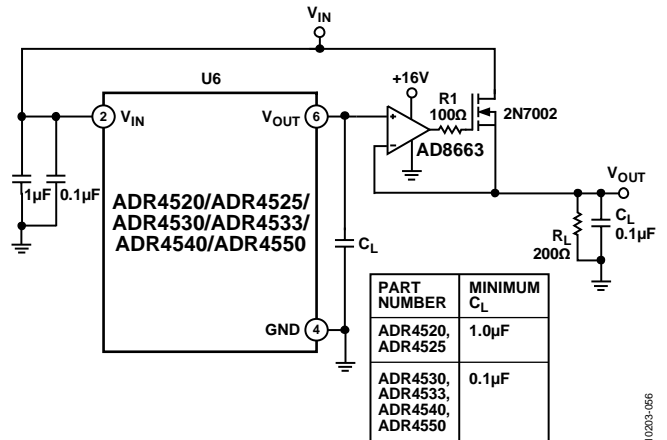 VIN
U6
+16V
2
VIN
VOUT
6
R1
100Ω
2N7002
+
–
AD8663
VOUT
1µF
0.1µF
ADR4520/ADR4525/
ADR4530/ADR4533/
ADR4540/ADR4550
CL
RL
200Ω
CL
0.1µF
GND
4
PART
NUMBER
MINIMUM
CL
ADR4520,
ADR4525
1.0µF
ADR4530,
ADR4533,
ADR4540,
ADR4550
0.1µF
10203-056